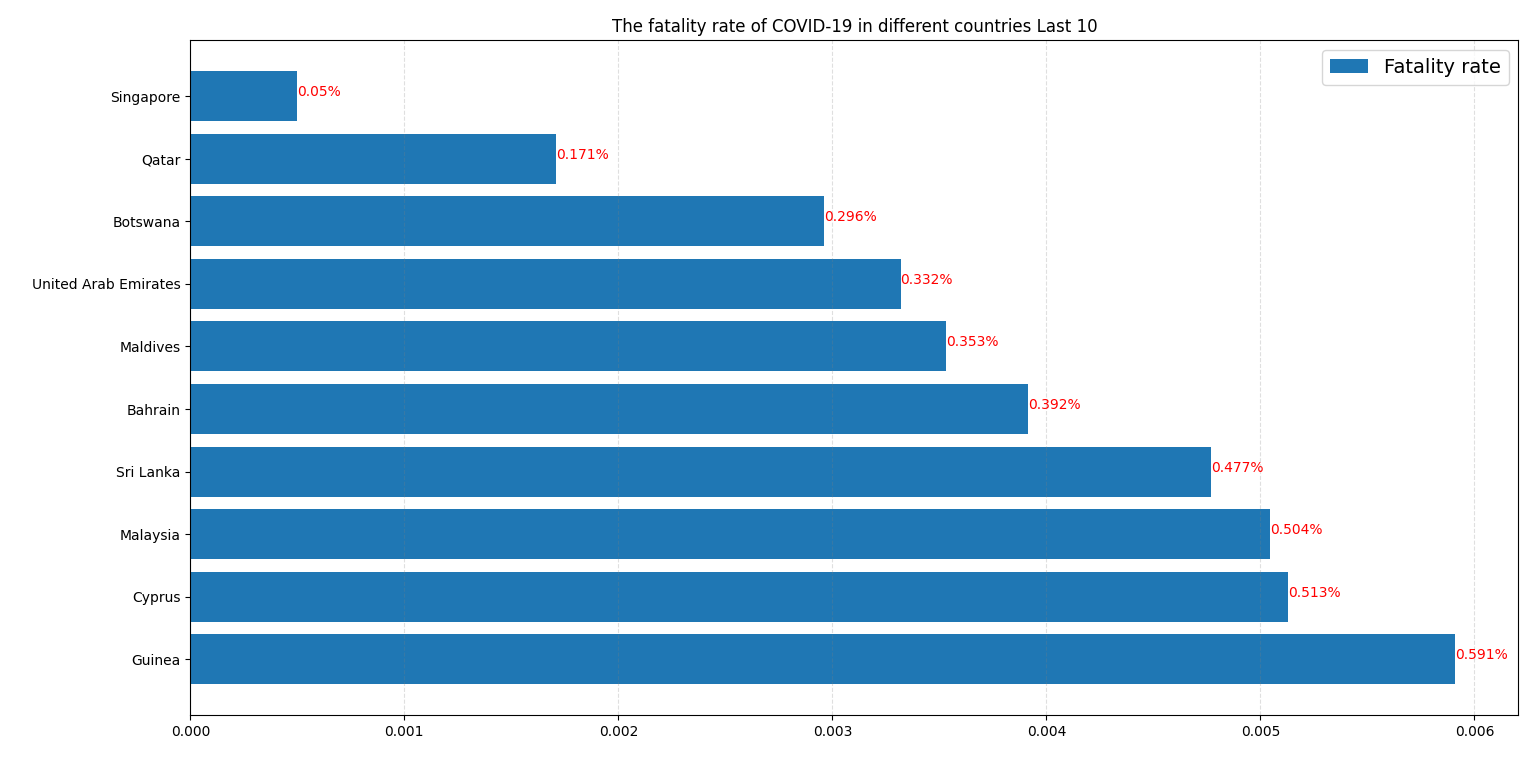 The fatality rate of COVID-19 in different countries Last 10
Fatality rate
Singapore 0.05%
Qatar 0.171%
Botswana 0.296%
United Arab Emirates 0.332%
Maldives 0.353%
Bahrain 0.392%
Sri Lanka 0.477%
Malaysia 0.504%
Cyprus 0.513%
Guinea 0.591%
0.000 0.001 0.002 0.003 0.004 0.005 0.006